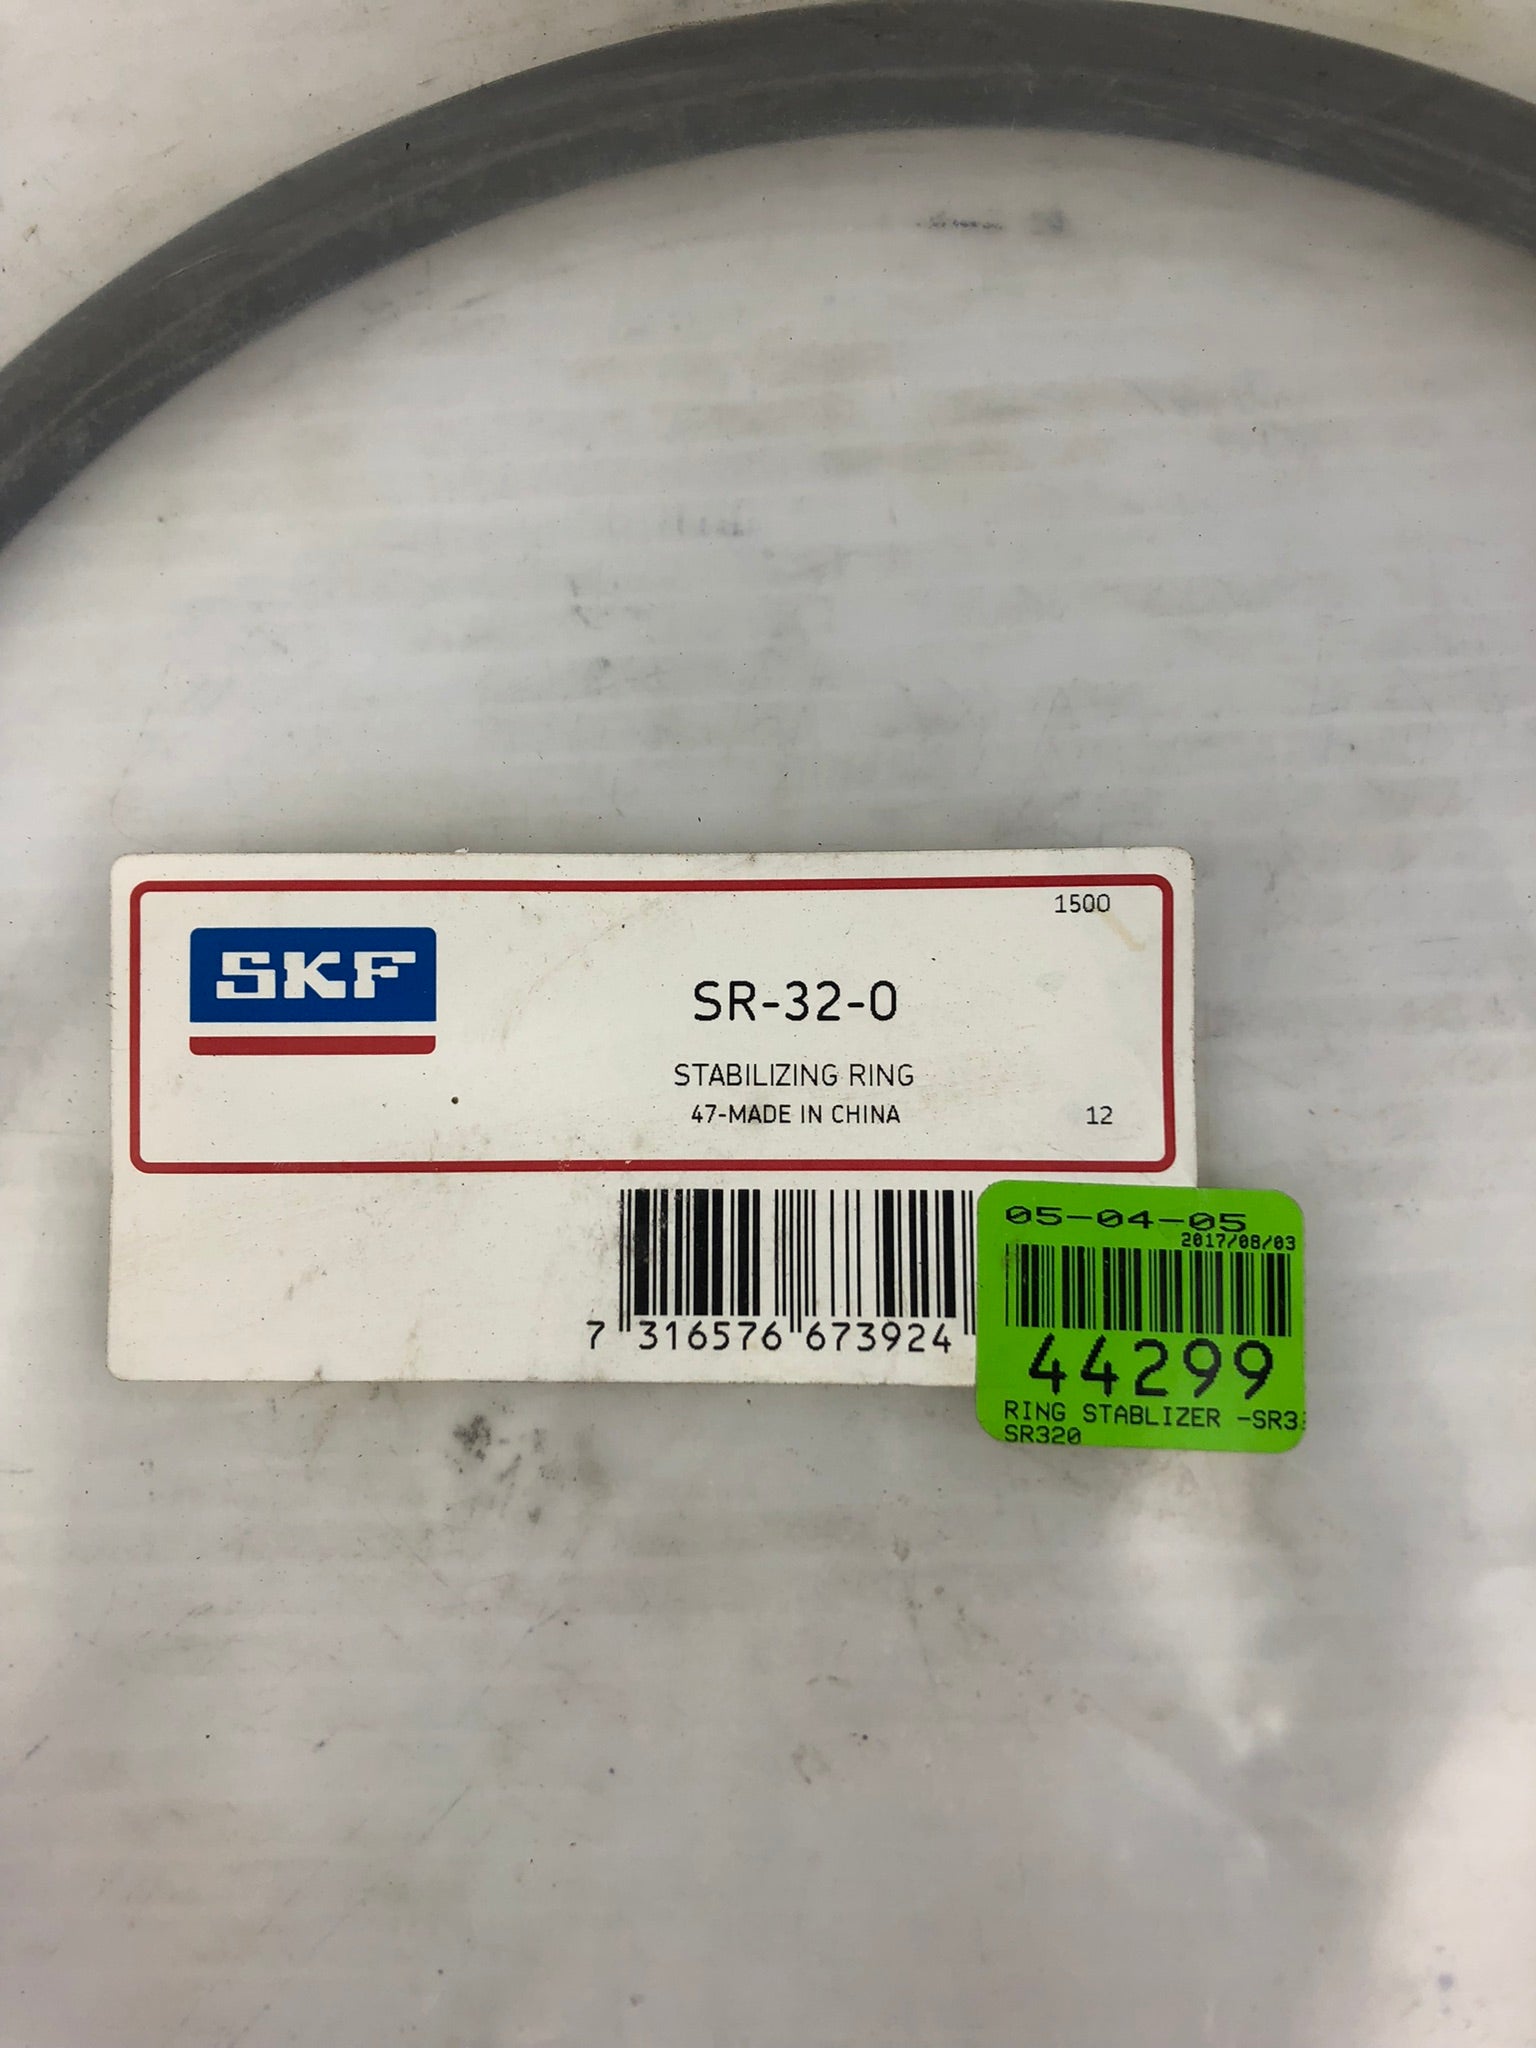 1500
SKF
SR-32-0
STABILIZING RING
47-MADE IN CHINA
12
7 316576 673924
05-04-05
2017/08/03
44299
RING STABLIZER -SR3
SR320